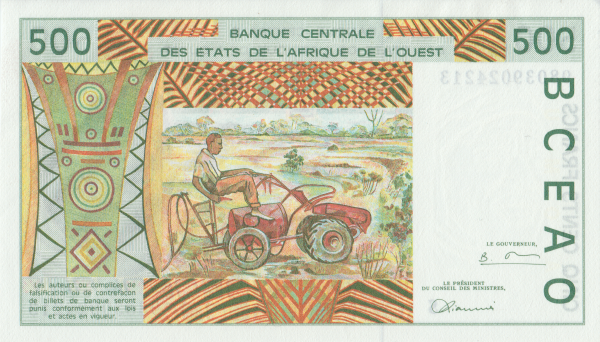 500
BANQUE CENTRALE
DES ETATS DE L'AFRIQUE DE L'OUEST
500
BCEAO
LE GOUVERNEUR,
LE PRÉSIDENT
DU CONSEIL DES MINISTRES,
Les auteurs ou complices de
falsification ou de contrefaçon
de billets de banque seront
punis conformément aux lois
et actes en vigueur.